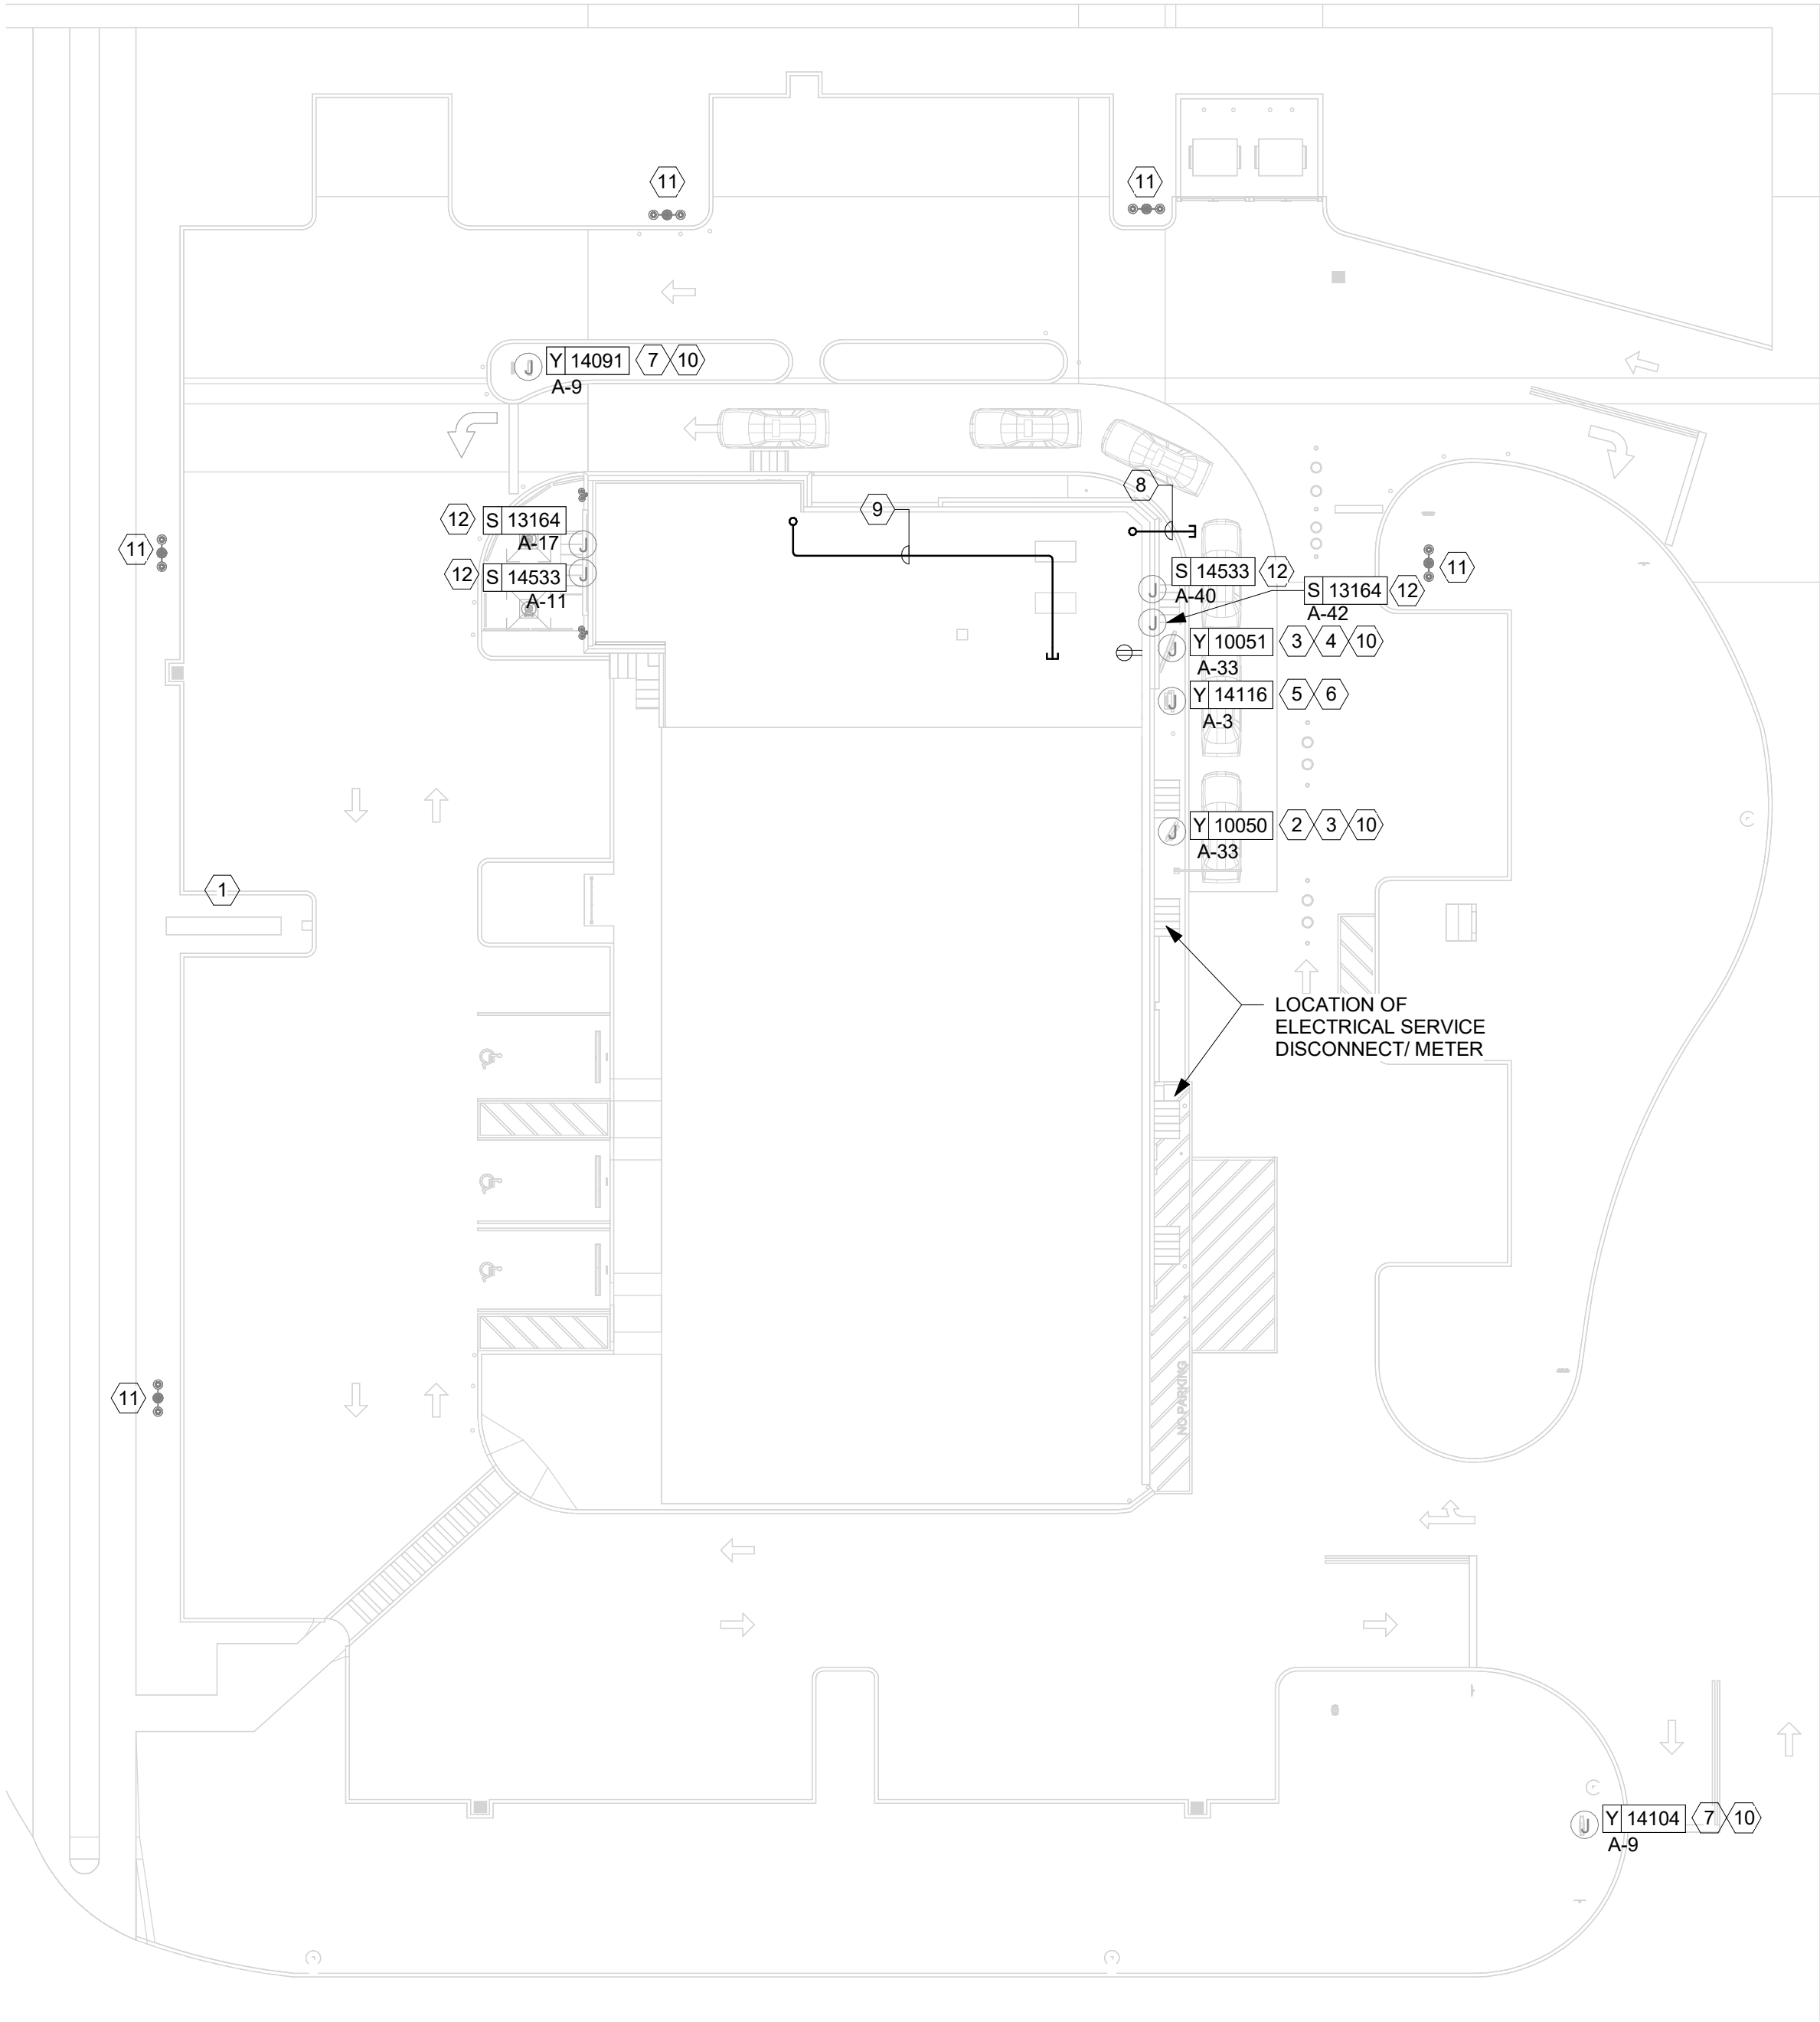 11
11
Y 14091 7 10
A-9
8
9
12 S 13164
A-17
11
12 S 14533
A-11
S 14533 12
A-40
11
S 13164 12
A-42
Y 10051 3 4 10
A-33
Y 14116 5 6
A-3
Y 10050 2 3 10
A-33
1
LOCATION OF
ELECTRICAL SERVICE
DISCONNECT/ METER
11
NO PARKING
Y 14104 7 10
A-9
J
J
J
J
J
J
J
J
J